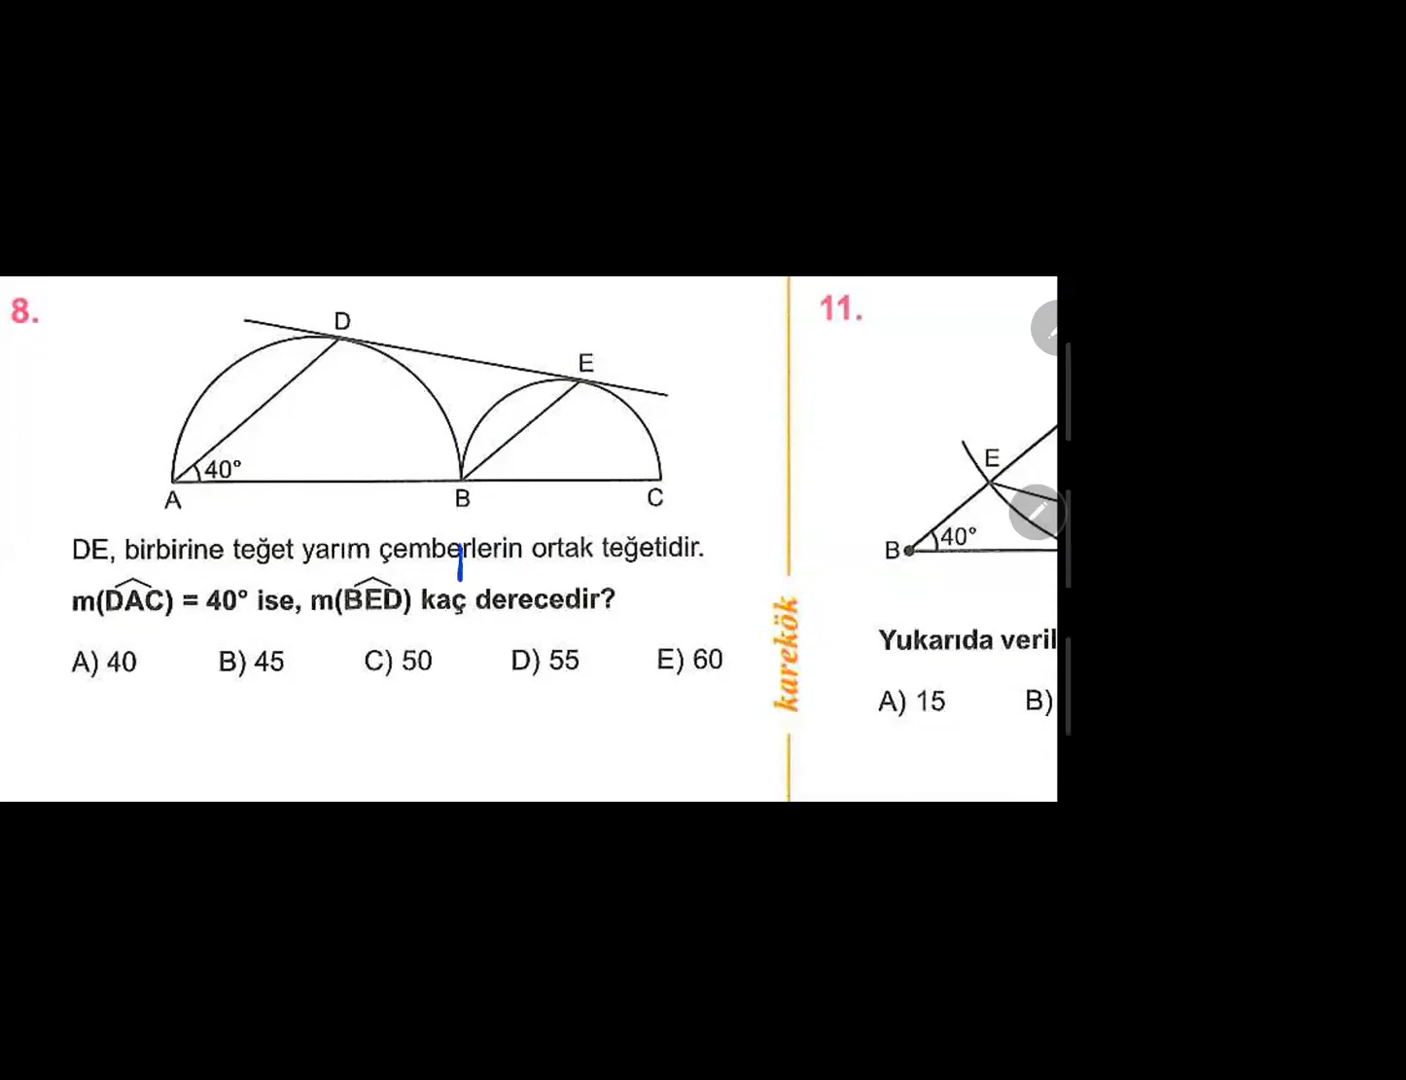 8.
D
E
40°
A
B
C
DE, birbirine teğet yarım çemberlerin ortak teğetidir.
m(DAC) = 40° ise, m(BED) kaç derecedir?
A) 40 B) 45 C) 50 D) 55 E) 60
karekök
11.
E
B
40°
Yukarıda veril
A) 15 B)